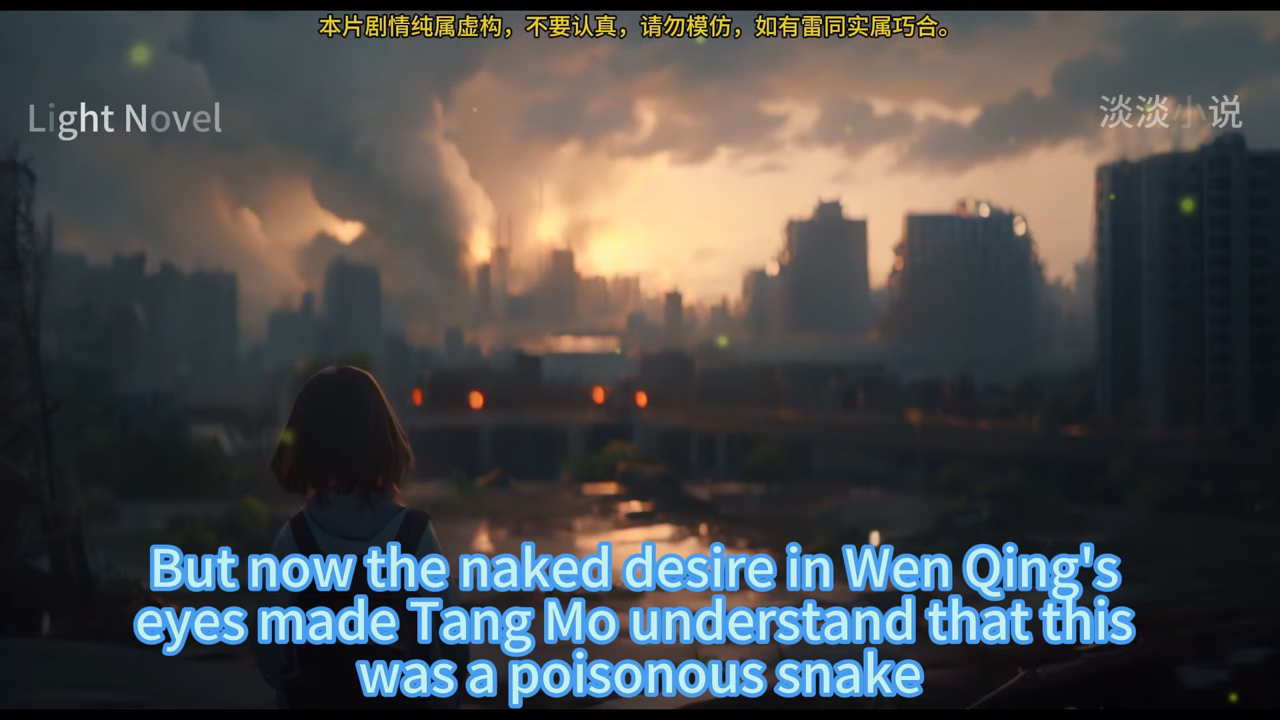 本片剧情纯属虚构，不要认真，请勿模仿，如有雷同实属巧合。
Light Novel
淡淡小说
But now the naked desire in Wen Qing's
eyes made Tang Mo understand that this
was a poisonous snake